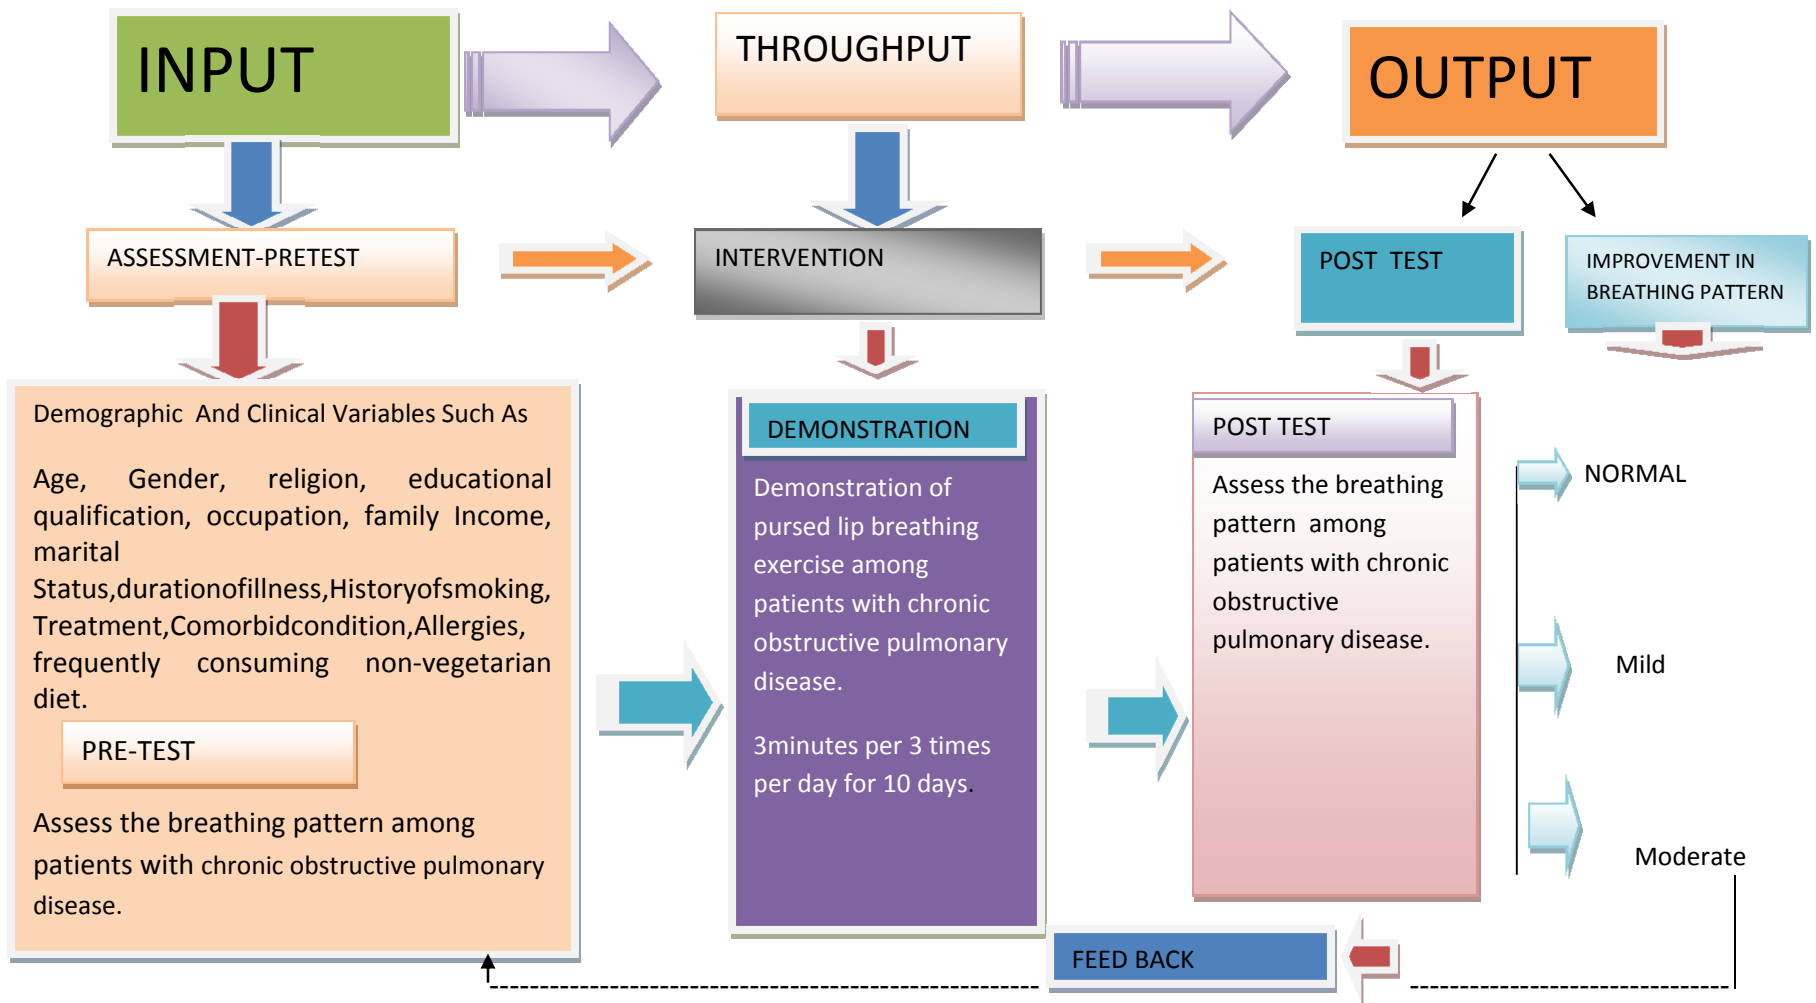 INPUT
THROUGHPUT
OUTPUT
ASSESSMENT-PRETEST
INTERVENTION
POST TEST
IMPROVEMENT IN
BREATHING PATTERN
Demographic And Clinical Variables Such As
Age, Gender, religion, educational
qualification, occupation, family Income,
marital
Status,durationofillness,Historyofsmoking,
Treatment,Comorbidcondition,Allergies,
frequently consuming non-vegetarian
diet.
PRE-TEST
Assess the breathing pattern among
patients with chronic obstructive pulmonary
disease.
DEMONSTRATION
Demonstration of
pursed lip breathing
exercise among
patients with chronic
obstructive pulmonary
disease.
3minutes per 3 times
per day for 10 days.
POST TEST
Assess the breathing
pattern among
patients with chronic
obstructive
pulmonary disease.
NORMAL
Mild
Moderate
FEED BACK